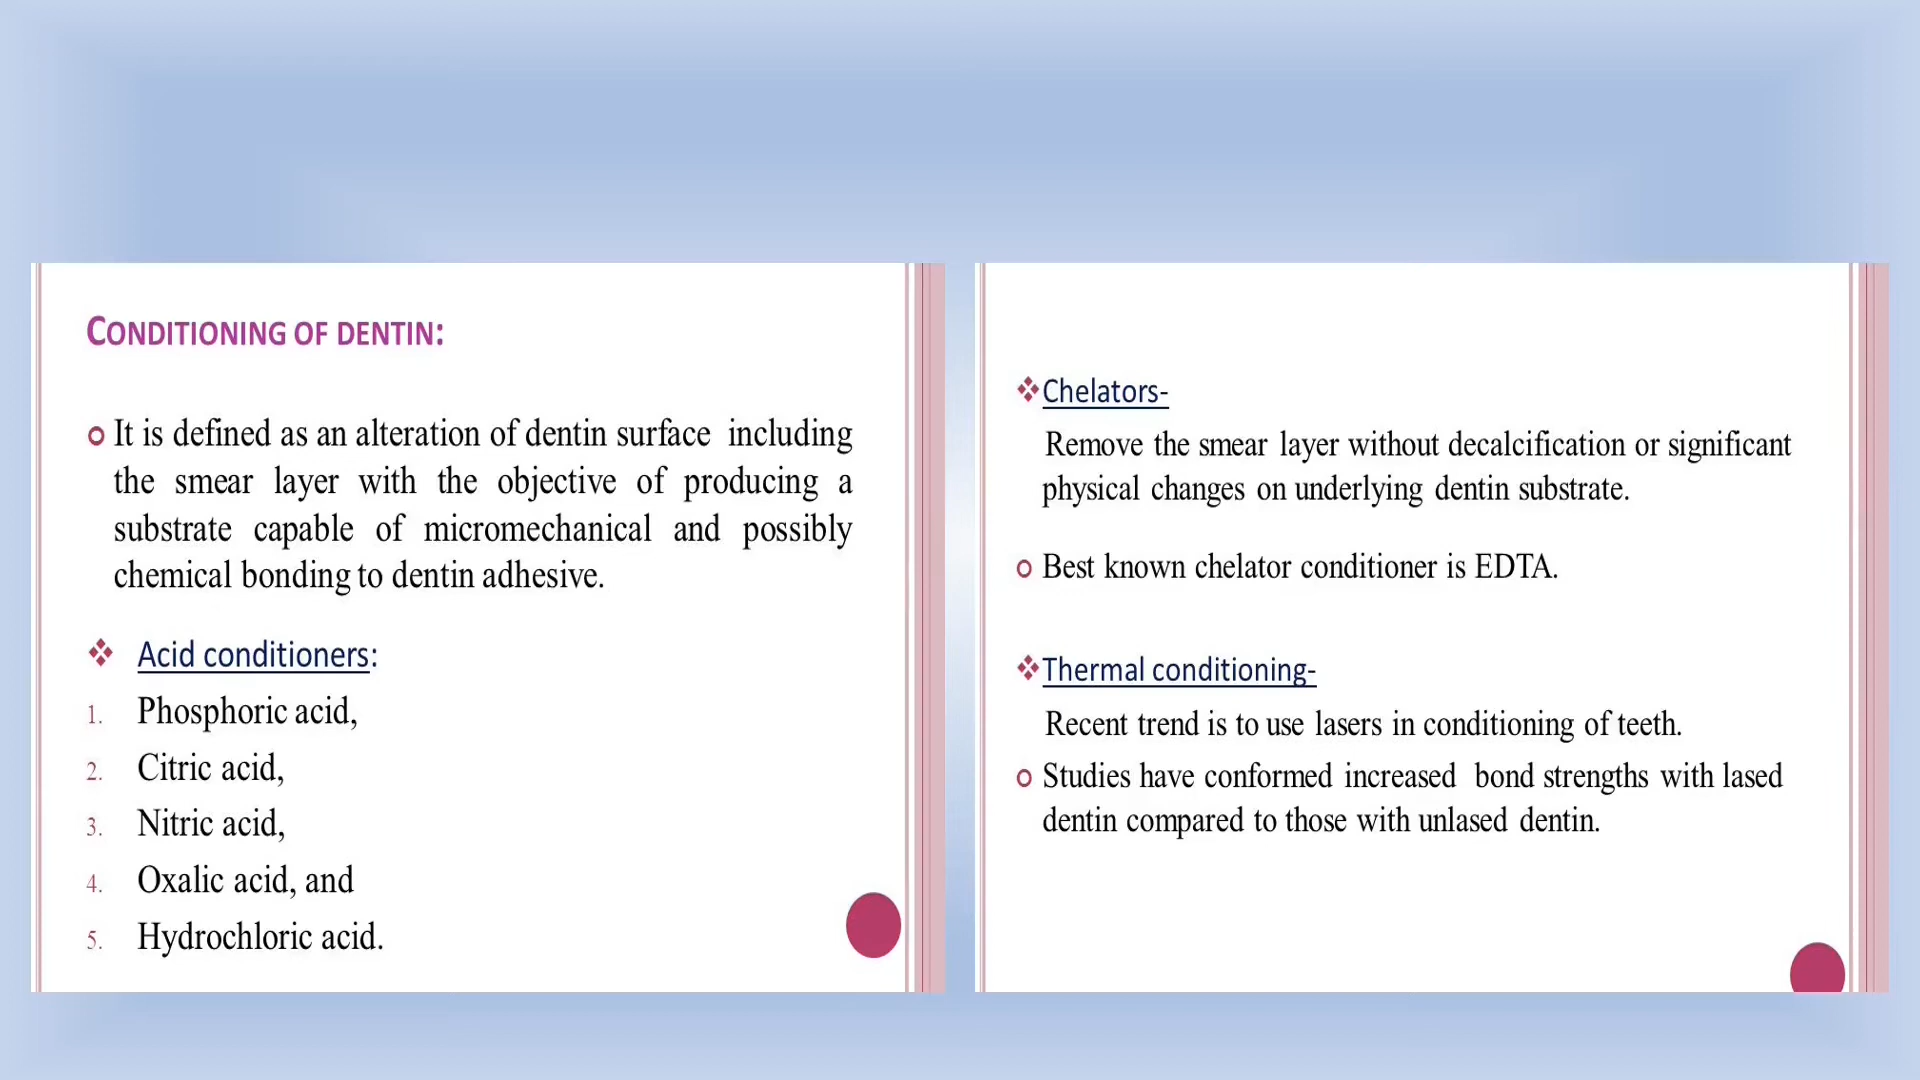 CONDITIONING OF DENTIN:
It is defined as an alteration of dentin surface including
the smear layer with the objective of producing a
substrate capable of micromechanical and possibly
chemical bonding to dentin adhesive.
Acid conditioners:
1. Phosphoric acid,
2. Citric acid,
3. Nitric acid,
4. Oxalic acid, and
5. Hydrochloric acid.
Chelators-
Remove the smear layer without decalcification or significant
physical changes on underlying dentin substrate.
Best known chelator conditioner is EDTA.
Thermal conditioning-
Recent trend is to use lasers in conditioning of teeth.
Studies have conformed increased bond strengths with lased
dentin compared to those with unlased dentin.